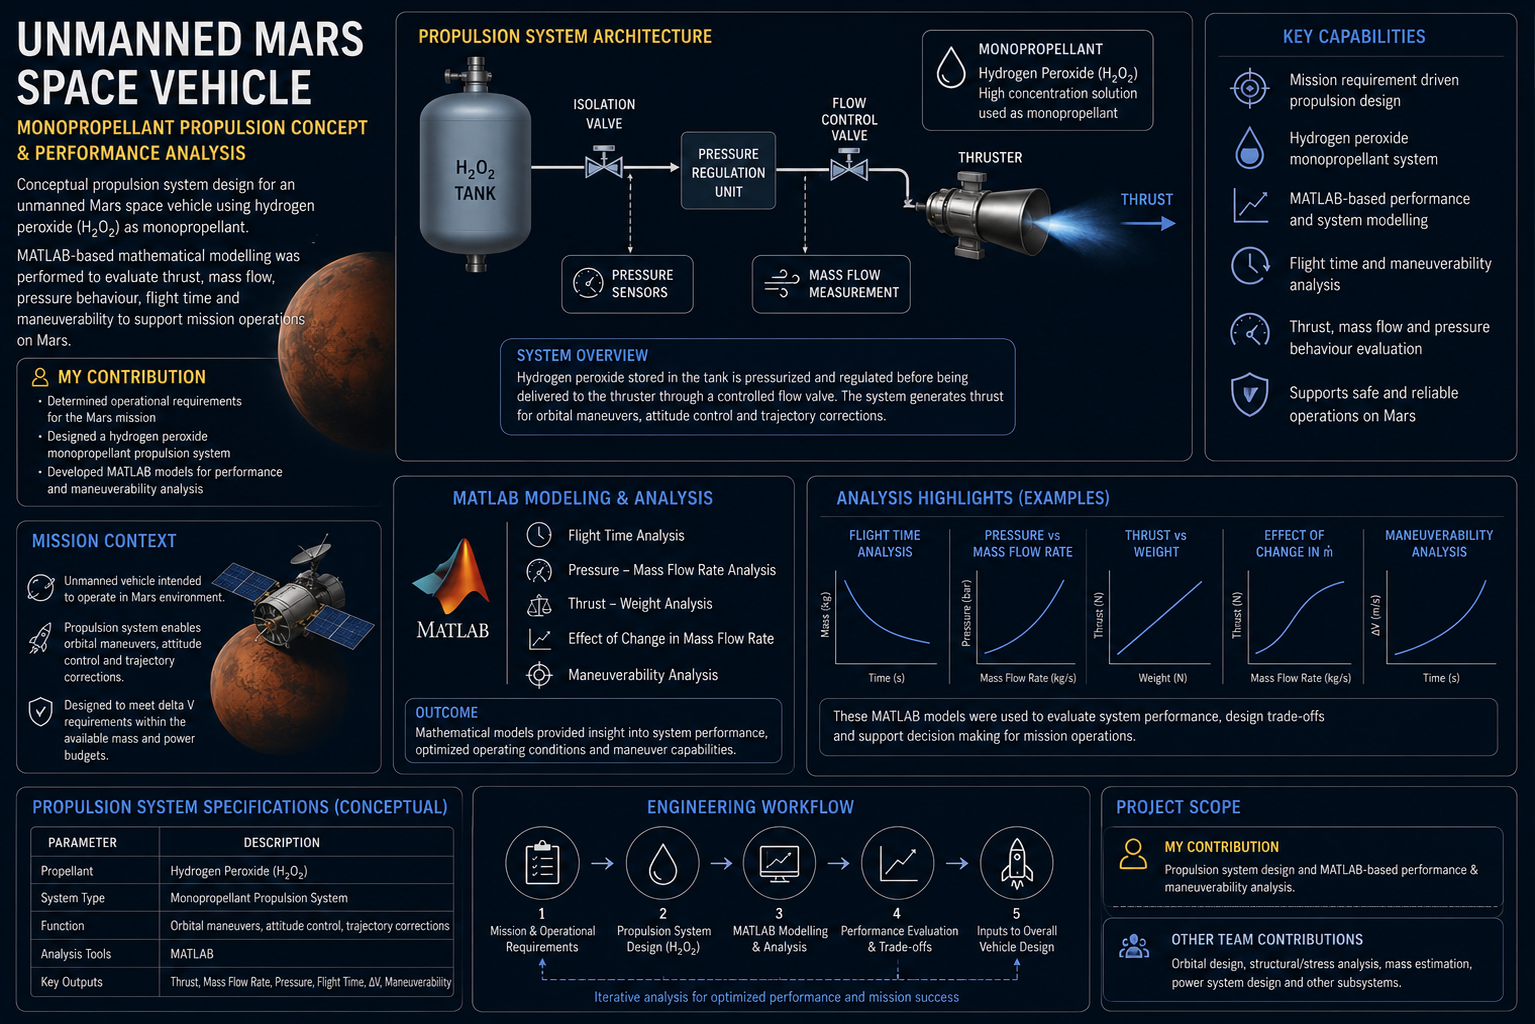 UNMANNED MARS
SPACE VEHICLE
MONOPROPELLANT PROPULSION CONCEPT
& PERFORMANCE ANALYSIS
Conceptual propulsion system design for an
unmanned Mars space vehicle using hydrogen
peroxide (H₂O₂) as monopropellant.
MATLAB-based mathematical modelling was
performed to evaluate thrust, mass flow,
pressure behaviour, flight time and
maneuverability to support mission operations
on Mars.
MY CONTRIBUTION
• Determined operational requirements
for the Mars mission
• Designed a hydrogen peroxide
monopropellant propulsion system
• Developed MATLAB models for performance
and maneuverability analysis
MISSION CONTEXT
Unmanned vehicle intended
to operate in Mars environment.
Propulsion system enables
orbital maneuvers, attitude
control and trajectory
corrections.
Designed to meet delta V
requirements within the
available mass and power
budgets.
PROPULSION SYSTEM ARCHITECTURE
H₂O₂
TANK
ISOLATION
VALVE
PRESSURE
REGULATION
UNIT
FLOW
CONTROL
VALVE
MONOPROPELLANT
Hydrogen Peroxide (H₂O₂)
High concentration solution
used as monopropellant
THRUSTER
THRUST
PRESSURE
SENSORS
MASS FLOW
MEASUREMENT
SYSTEM OVERVIEW
Hydrogen peroxide stored in the tank is pressurized and regulated before being
delivered to the thruster through a controlled flow valve. The system generates thrust
for orbital maneuvers, attitude control and trajectory corrections.
KEY CAPABILITIES
Mission requirement driven
propulsion design
Hydrogen peroxide
monopropellant system
MATLAB-based performance
and system modelling
Flight time and maneuverability
analysis
Thrust, mass flow and pressure
behaviour evaluation
Supports safe and reliable
operations on Mars
MATLAB MODELING & ANALYSIS
MATLAB
Flight Time Analysis
Pressure – Mass Flow Rate Analysis
Thrust – Weight Analysis
Effect of Change in Mass Flow Rate
Maneuverability Analysis
OUTCOME
Mathematical models provided insight into system performance,
optimized operating conditions and maneuver capabilities.
ANALYSIS HIGHLIGHTS (EXAMPLES)
FLIGHT TIME
ANALYSIS
Mass (kg)
Time (s)
PRESSURE vs
MASS FLOW RATE
Pressure (bar)
Mass Flow Rate (kg/s)
THRUST vs
WEIGHT
Thrust (N)
Weight (N)
EFFECT OF
CHANGE IN ṁ
Thrust (N)
Mass Flow Rate (kg/s)
MANEUVERABILITY
ANALYSIS
ΔV (m/s)
Time (s)
These MATLAB models were used to evaluate system performance, design trade-offs
and support decision making for mission operations.
PROPULSION SYSTEM SPECIFICATIONS (CONCEPTUAL)
PARAMETER DESCRIPTION
Propellant Hydrogen Peroxide (H₂O₂)
System Type Monopropellant Propulsion System
Function Orbital maneuvers, attitude control, trajectory corrections
Analysis Tools MATLAB
Key Outputs Thrust, Mass Flow Rate, Pressure, Flight Time, ΔV, Maneuverability
ENGINEERING WORKFLOW
1
Mission & Operational
Requirements
2
Propulsion System
Design (H₂O₂)
3
MATLAB Modelling
& Analysis
4
Performance Evaluation
& Trade-offs
5
Inputs to Overall
Vehicle Design
Iterative analysis for optimized performance and mission success
PROJECT SCOPE
MY CONTRIBUTION
Propulsion system design and MATLAB-based performance &
maneuverability analysis.
OTHER TEAM CONTRIBUTIONS
Orbital design, structural/stress analysis, mass estimation,
power system design and other subsystems.